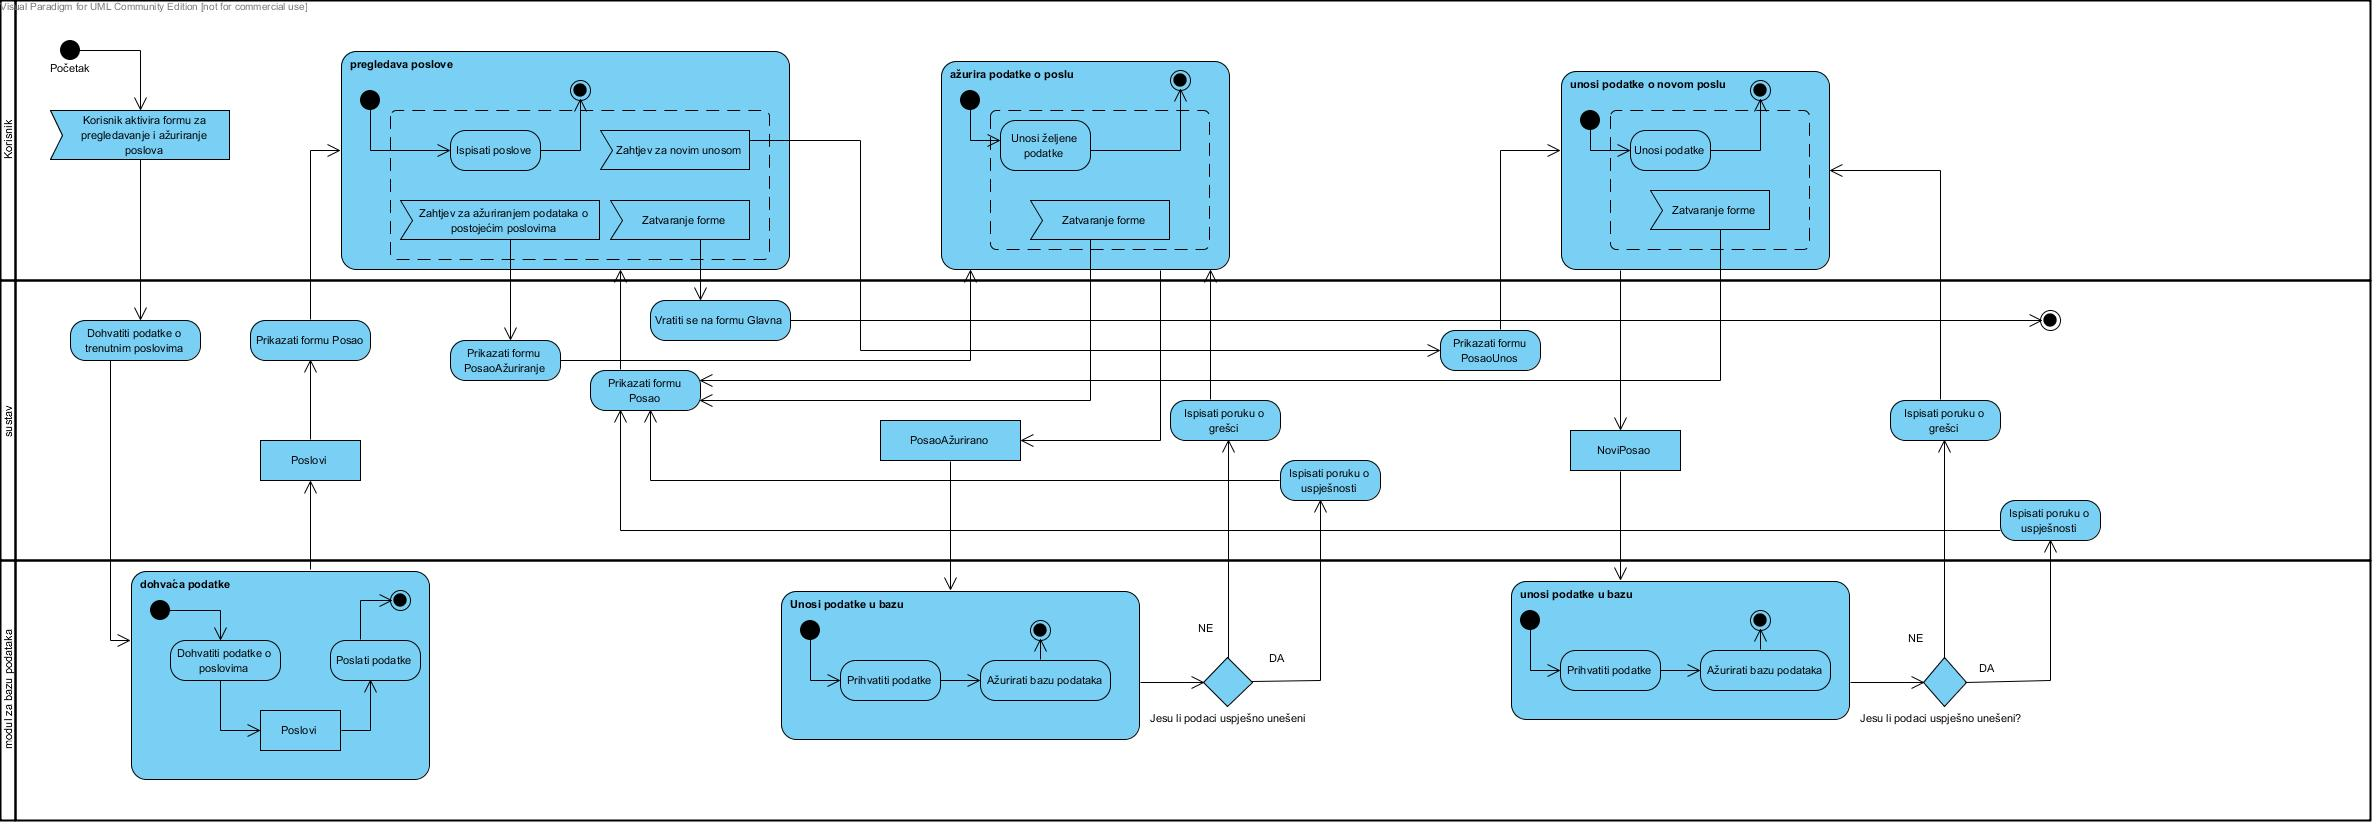 Visual Paradigm for UML Community Edition [not for commercial use]
Korisnik
Početak
Korisnik aktivira formu za
pregledavanje i ažuriranje
poslova
pregledava poslove
Ispisati poslove
Zahtjev za novim unosom
Zahtjev za ažuriranjem podataka o
postojećim poslovima
Zatvaranje forme
ažurira podatke o poslu
Unosi željene
podatke
Zatvaranje forme
unosi podatke o novom poslu
Unosi podatke
Zatvaranje forme
sustav
Dohvatiti podatke o
trenutnim poslovima
Prikazati formu Posao
Prikazati formu
PosaoAžuriranje
Vratiti se na formu Glavna
Prikazati formu
Posao
Prikazati formu
PosaoUnos
Poslovi
PosaoAžurirano
Ispisati poruku o
grešci
Ispisati poruku o
uspješnosti
NoviPosao
Ispisati poruku o
grešci
Ispisati poruku o
uspješnosti
modul za bazu podataka
dohvaća podatke
Dohvatiti podatke o
poslovima
Poslati podatke
Poslovi
Unosi podatke u bazu
Prihvatiti podatke
Ažurirati bazu podataka
NE
DA
Jesu li podaci uspješno unešeni
unosi podatke u bazu
Prihvatiti podatke
Ažurirati bazu podataka
NE
DA
Jesu li podaci uspješno unešeni?